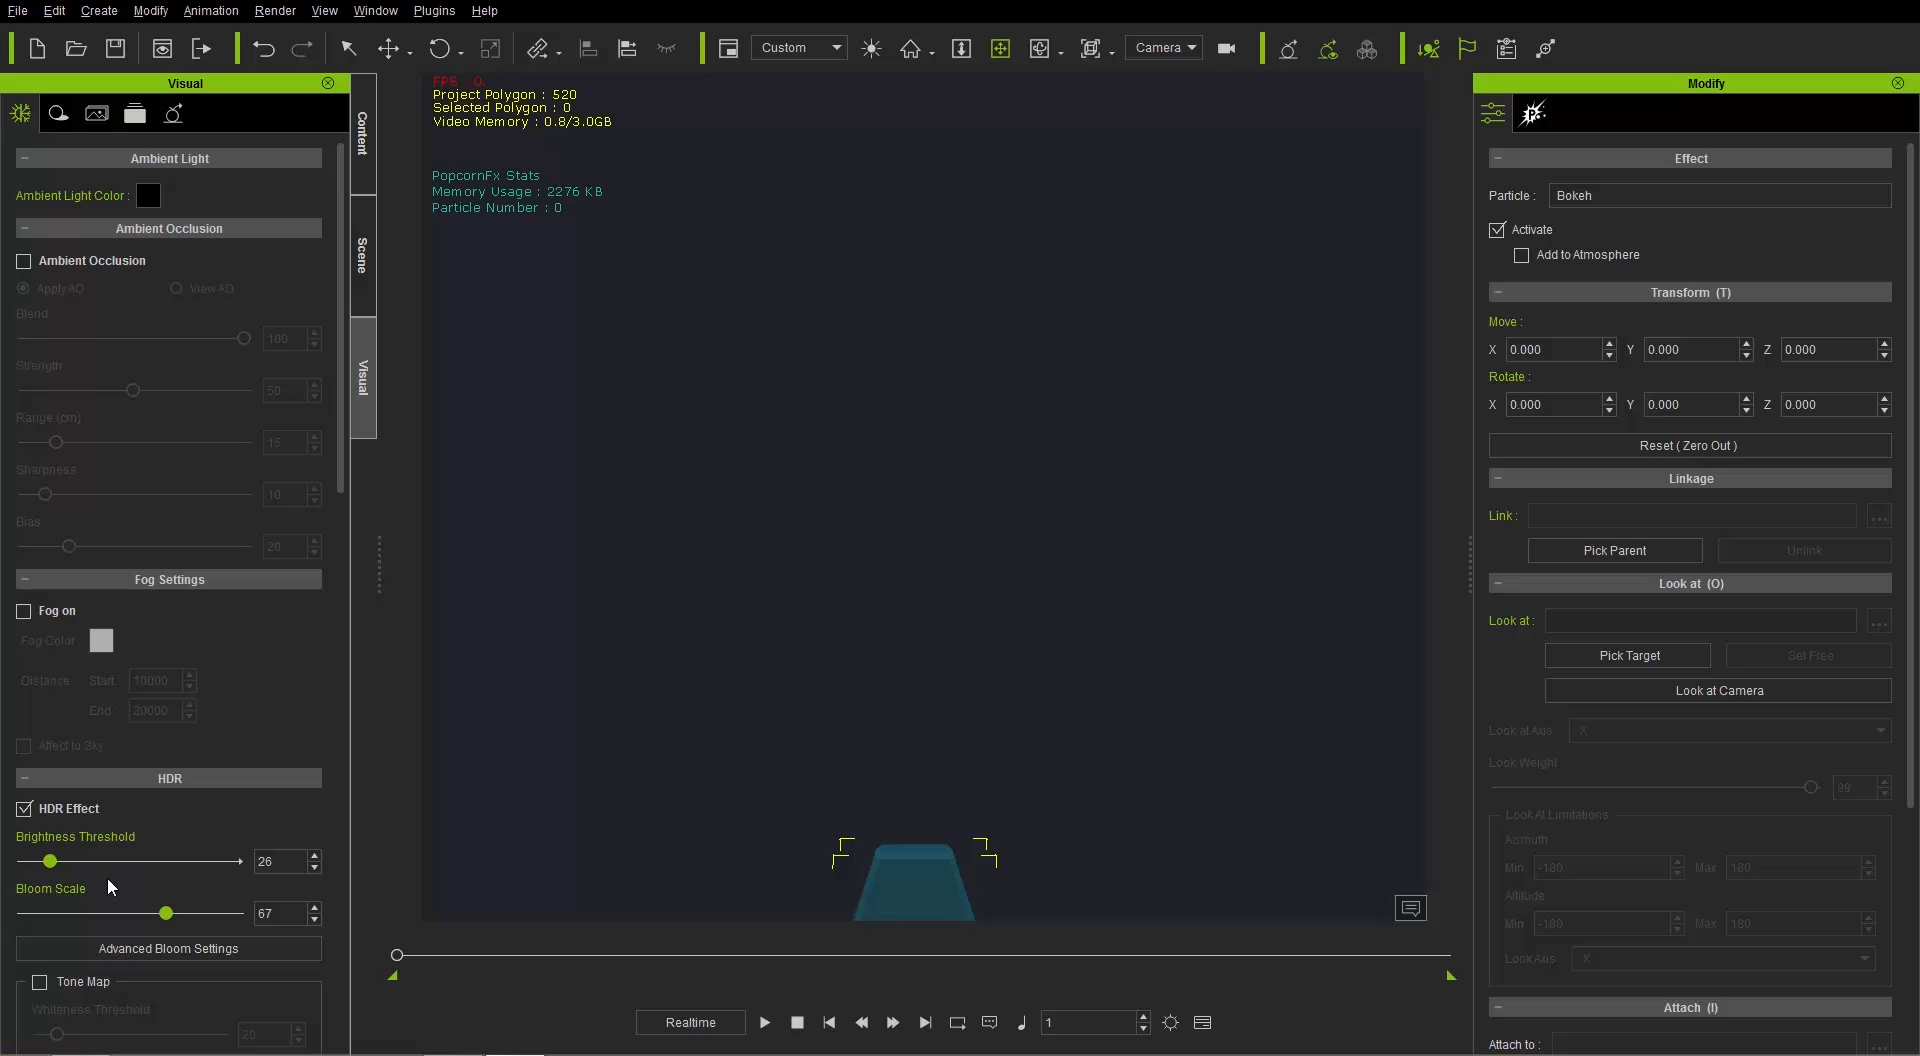 File Edit Create Modify Animation Render View Window Plugins Help
Custom
Camera
Visual
Content
Scene
Visual
Ambient Light
Ambient Light Color :
Ambient Occlusion
Ambient Occlusion
Apply AO View AO
Blend
100
Strength
50
Range (cm)
15
Sharpness
10
Bias
20
Fog Settings
Fog on
Fog Color
Distance Start 10000
End 20000
Affect to Sky
HDR
HDR Effect
Brightness Threshold
26
Bloom Scale
67
Advanced Bloom Settings
Tone Map
Whiteness Threshold
20
FPS : 0
Project Polygon : 520
Selected Polygon : 0
Video Memory : 0.8/3.0GB
PopcornFx Stats
Memory Usage : 2276 KB
Particle Number : 0
Realtime
1
Modify
Effect
Particle : Bokeh
Activate
Add to Atmosphere
Transform (T)
Move :
X 0.000 Y 0.000 Z 0.000
Rotate :
X 0.000 Y 0.000 Z 0.000
Reset ( Zero Out )
Linkage
Link : ...
Pick Parent Unlink
Look at (O)
Look at : ...
Pick Target Set Free
Look at Camera
Look at Axis X
Look Weight
99
Look At Limitations
Azimuth
Min -180 Max 180
Altitude
Min -180 Max 180
Look Axis X
Attach (I)
Attach to : ...